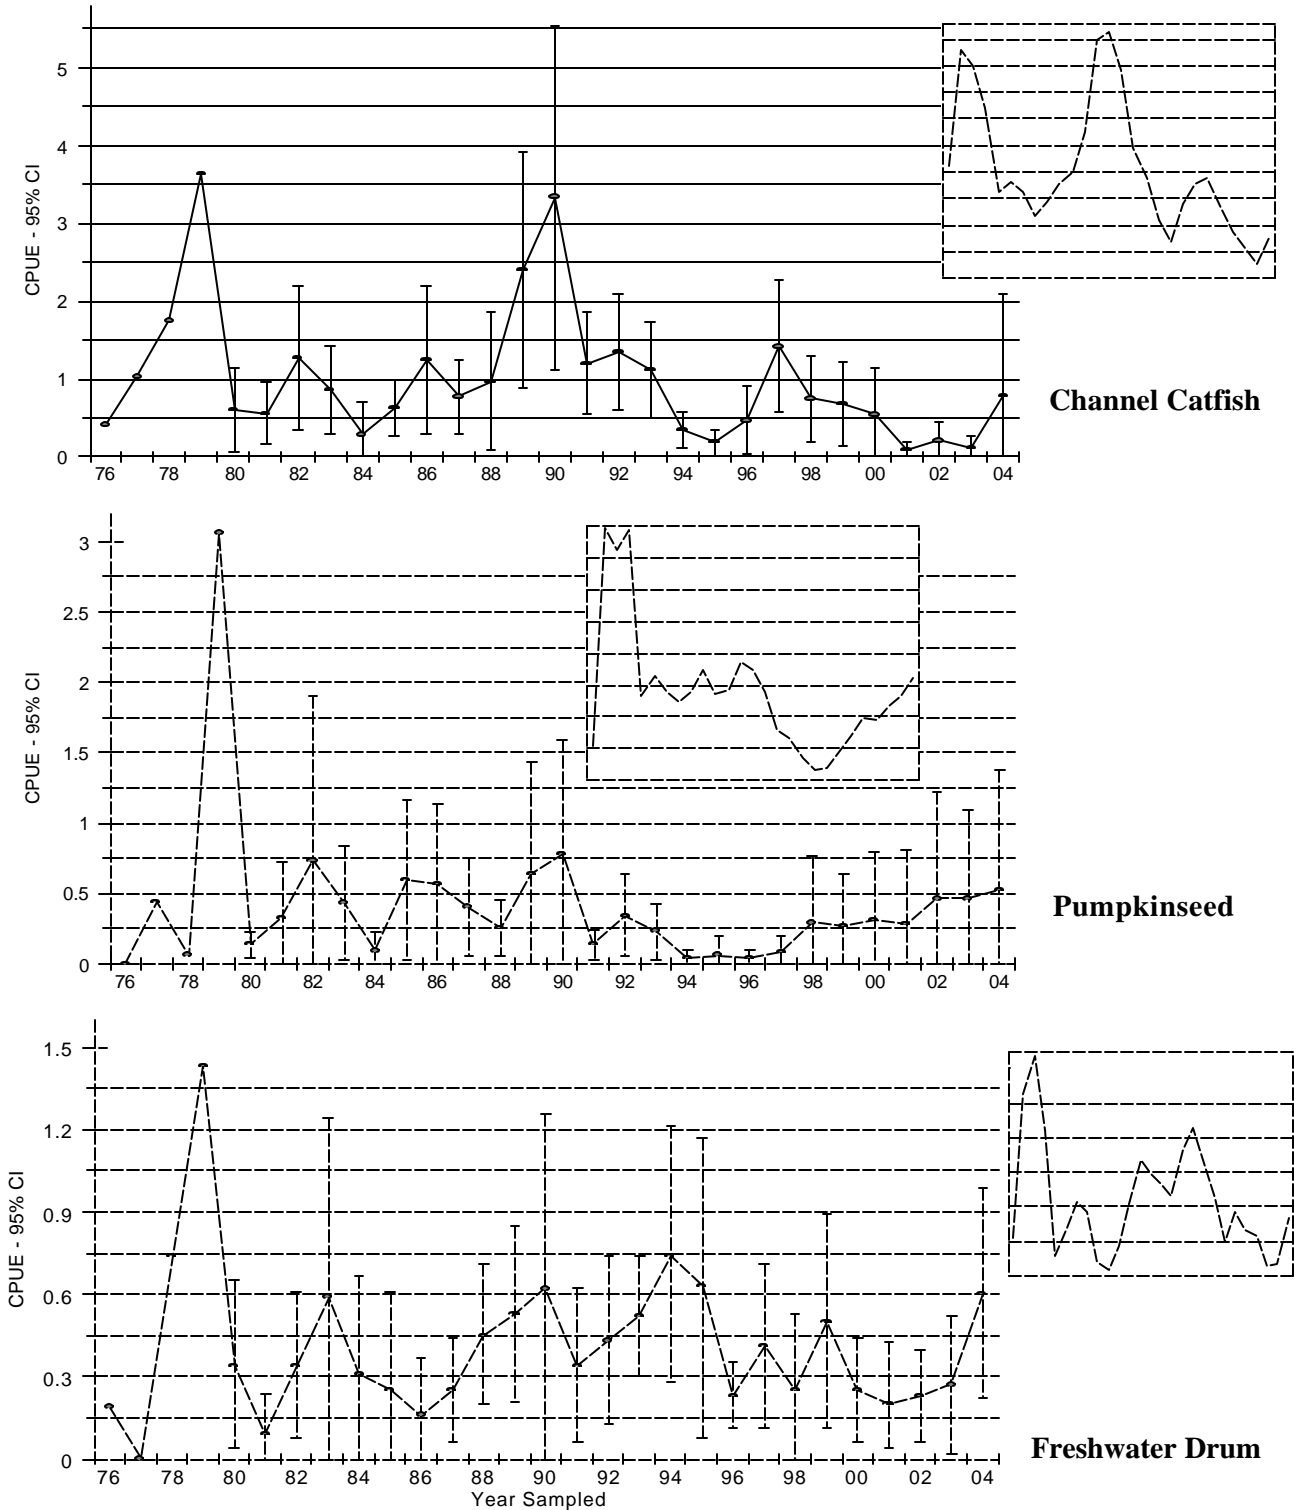 5
4
3
2
1
0
CPUE - 95% CI
76 78 80 82 84 86 88 90 92 94 96 98 00 02 04
Channel Catfish
3
2.5
2
1.5
1
0.5
0
CPUE - 95% CI
76 78 80 82 84 86 88 90 92 94 96 98 00 02 04
Pumpkinseed
1.5
1.2
0.9
0.6
0.3
0
CPUE - 95% CI
76 78 80 82 84 86 88 90 92 94 96 98 00 02 04
Year Sampled
Freshwater Drum